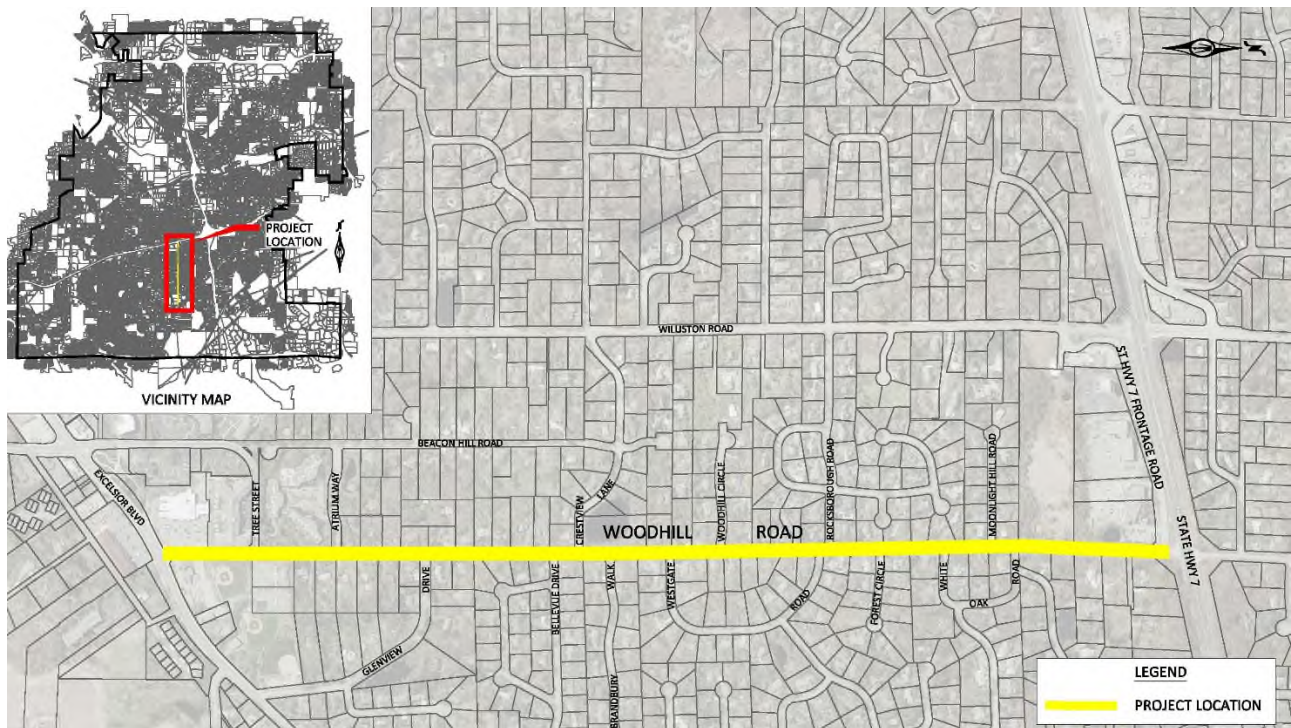 PROJECT
LOCATION
N
VICINITY MAP
N
WILLISTON ROAD
ST HWY 7 FRONTAGE ROAD
STATE HWY 7
BEACON HILL ROAD
EXCELSIOR BLVD
TREE STREET
ATRIUM WAY
CRESTVIEW
LANE
WOODHILL CIRCLE
ROCKSBOROUGH ROAD
MOONLIGHT HILL ROAD
WOODHILL ROAD
GLENVIEW
DRIVE
BELLEVUE DRIVE
BRANDBURY
WALK
WESTGATE
ROAD
FOREST CIRCLE
WHITE
OAK
ROAD
LEGEND
PROJECT LOCATION